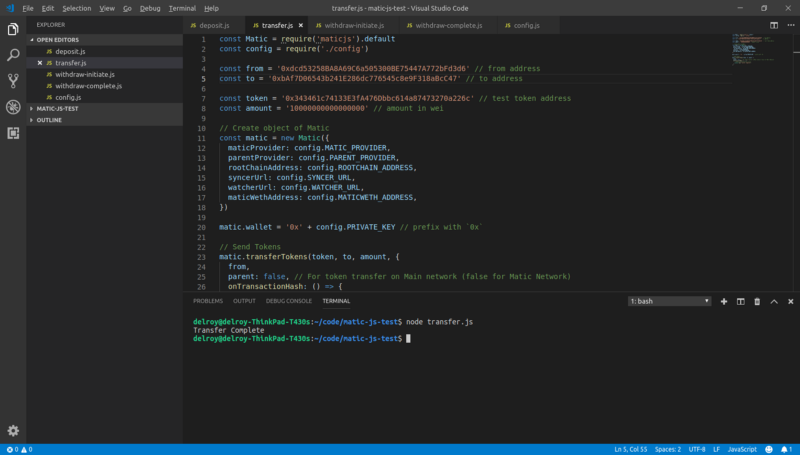 File Edit Selection View Go Debug Terminal Help
transfer.js - matic-js-test - Visual Studio Code
EXPLORER
OPEN EDITORS
deposit.js
transfer.js
withdraw-initiate.js
withdraw-complete.js
config.js
MATIC-JS-TEST
OUTLINE
JS deposit.js JS transfer.js JS withdraw-initiate.js JS withdraw-complete.js JS config.js
1 const Matic = require('maticjs').default
2 const config = require('./config')
3
4 const from = // from address
5 const to = // to address
6
7 const token = // test token address
8 const amount = // amount in wei
9
10 // Create object of Matic
11 const matic = new Matic({
12 maticProvider: config.MATIC_PROVIDER,
13 parentProvider: config.PARENT_PROVIDER,
14 rootChainAddress: config.ROOTCHAIN_ADDRESS,
15 syncerUrl: config.SYNCER_URL,
16 watcherUrl: config.WATCHER_URL,
17 maticWethAddress: config.MATICWETH_ADDRESS,
18 })
19
20 matic.wallet = '0x' + config.PRIVATE_KEY // prefix with `0x`
21
22 // Send Tokens
23 matic.transferTokens(token, to, amount, {
24 from,
25 parent: false, // For token transfer on Main network (false for Matic Network)
26 onTransactionHash: () => {
PROBLEMS OUTPUT DEBUG CONSOLE TERMINAL 1: bash
delroy@delroy-ThinkPad-T430s:~/code/matic-js-test$ node transfer.js
Transfer Complete
delroy@delroy-ThinkPad-T430s:~/code/matic-js-test$
0 0 Ln 5, Col 55 Spaces: 2 UTF-8 LF JavaScript 1